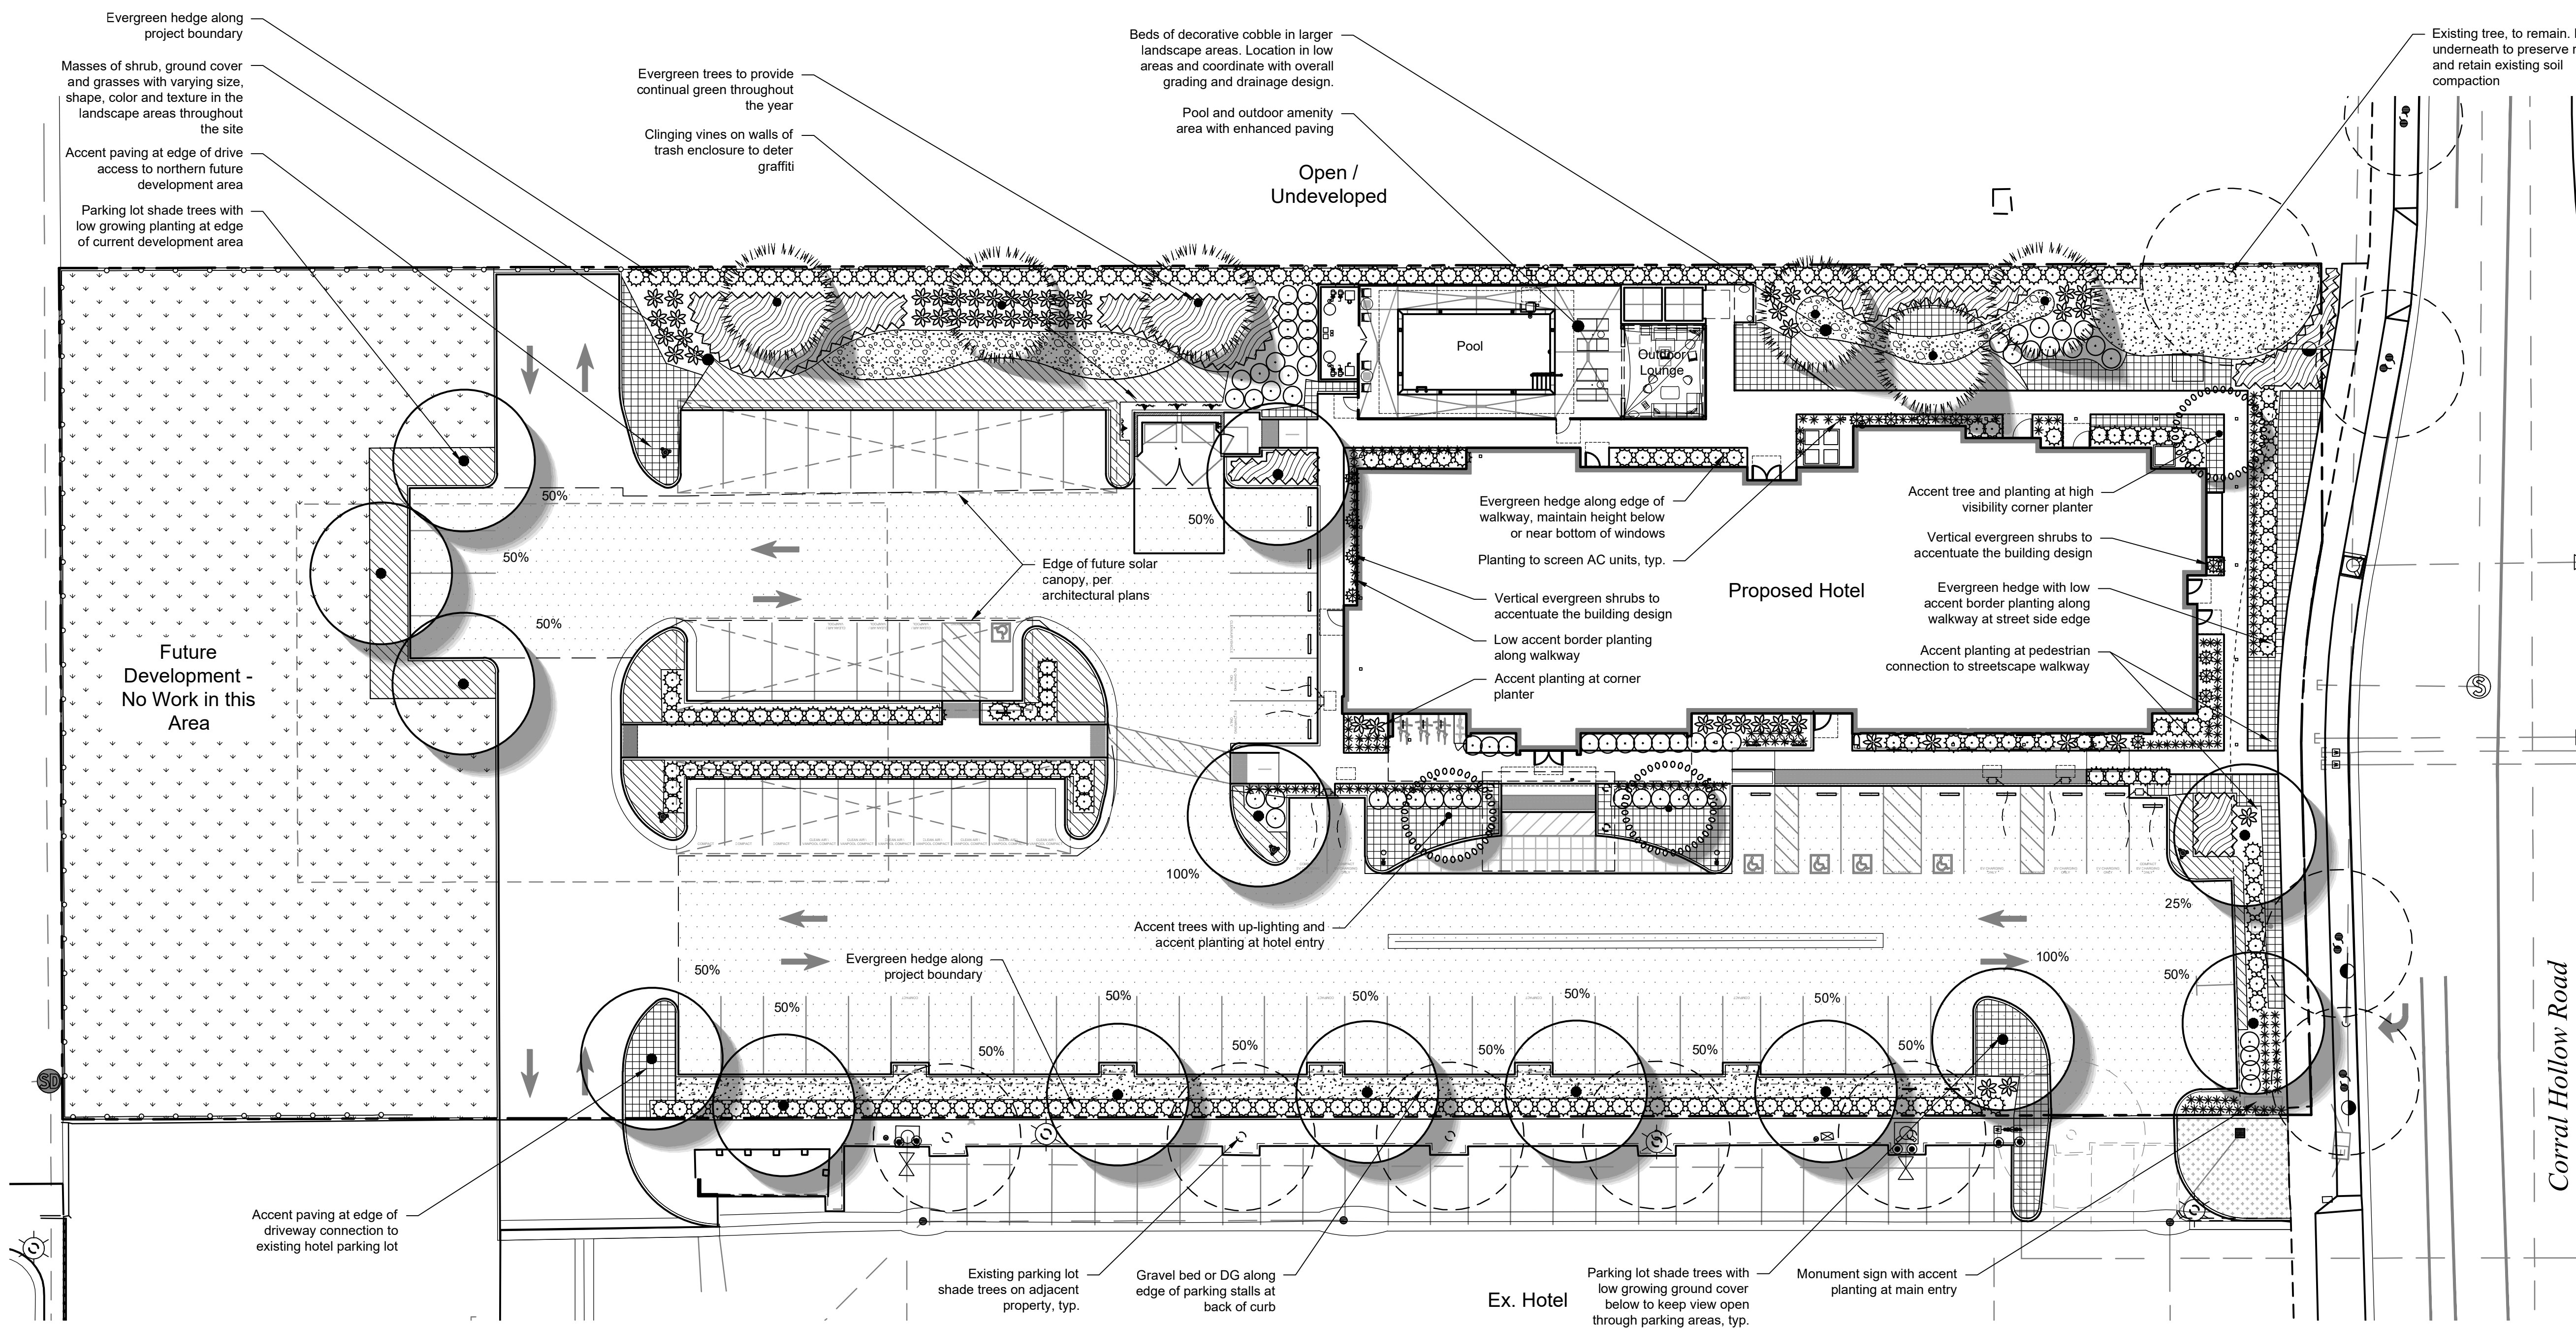 Evergreen hedge along
project boundary
Masses of shrub, ground cover
and grasses with varying size,
shape, color and texture in the
landscape areas throughout
the site
Accent paving at edge of drive
access to northern future
development area
Parking lot shade trees with
low growing planting at edge
of current development area
Evergreen trees to provide
continual green throughout
the year
Clinging vines on walls of
trash enclosure to deter
graffiti
Beds of decorative cobble in larger
landscape areas. Location in low
areas and coordinate with overall
grading and drainage design.
Pool and outdoor amenity
area with enhanced paving
Open /
Undeveloped
Existing tree, to remain.
underneath to preserve
and retain existing soil
compaction
Pool
Outdoor
Lounge
50%
50%
50%
50%
Edge of future solar
canopy, per
architectural plans
Evergreen hedge along edge of
walkway, maintain height below
or near bottom of windows
Planting to screen AC units, typ.
Vertical evergreen shrubs to
accentuate the building design
Low accent border planting
along walkway
Accent planting at corner
planter
Proposed Hotel
Accent tree and planting at high
visibility corner planter
Vertical evergreen shrubs to
accentuate the building design
Evergreen hedge with low
accent border planting along
walkway at street side edge
Accent planting at pedestrian
connection to streetscape walkway
S
Future
Development -
No Work in this
Area
100%
25%
Accent trees with up-lighting and
accent planting at hotel entry
Evergreen hedge along
project boundary
50%
50%
50%
50%
50%
50%
100%
50%
50%
50%
50%
50%
50%
SD
Corral Hollow Road
Accent paving at edge of
driveway connection to
existing hotel parking lot
Existing parking lot
shade trees on adjacent
property, typ.
Gravel bed or DG along
edge of parking stalls at
back of curb
Ex. Hotel
Parking lot shade trees with
low growing ground cover
below to keep view open
through parking areas, typ.
Monument sign with accent
planting at main entry